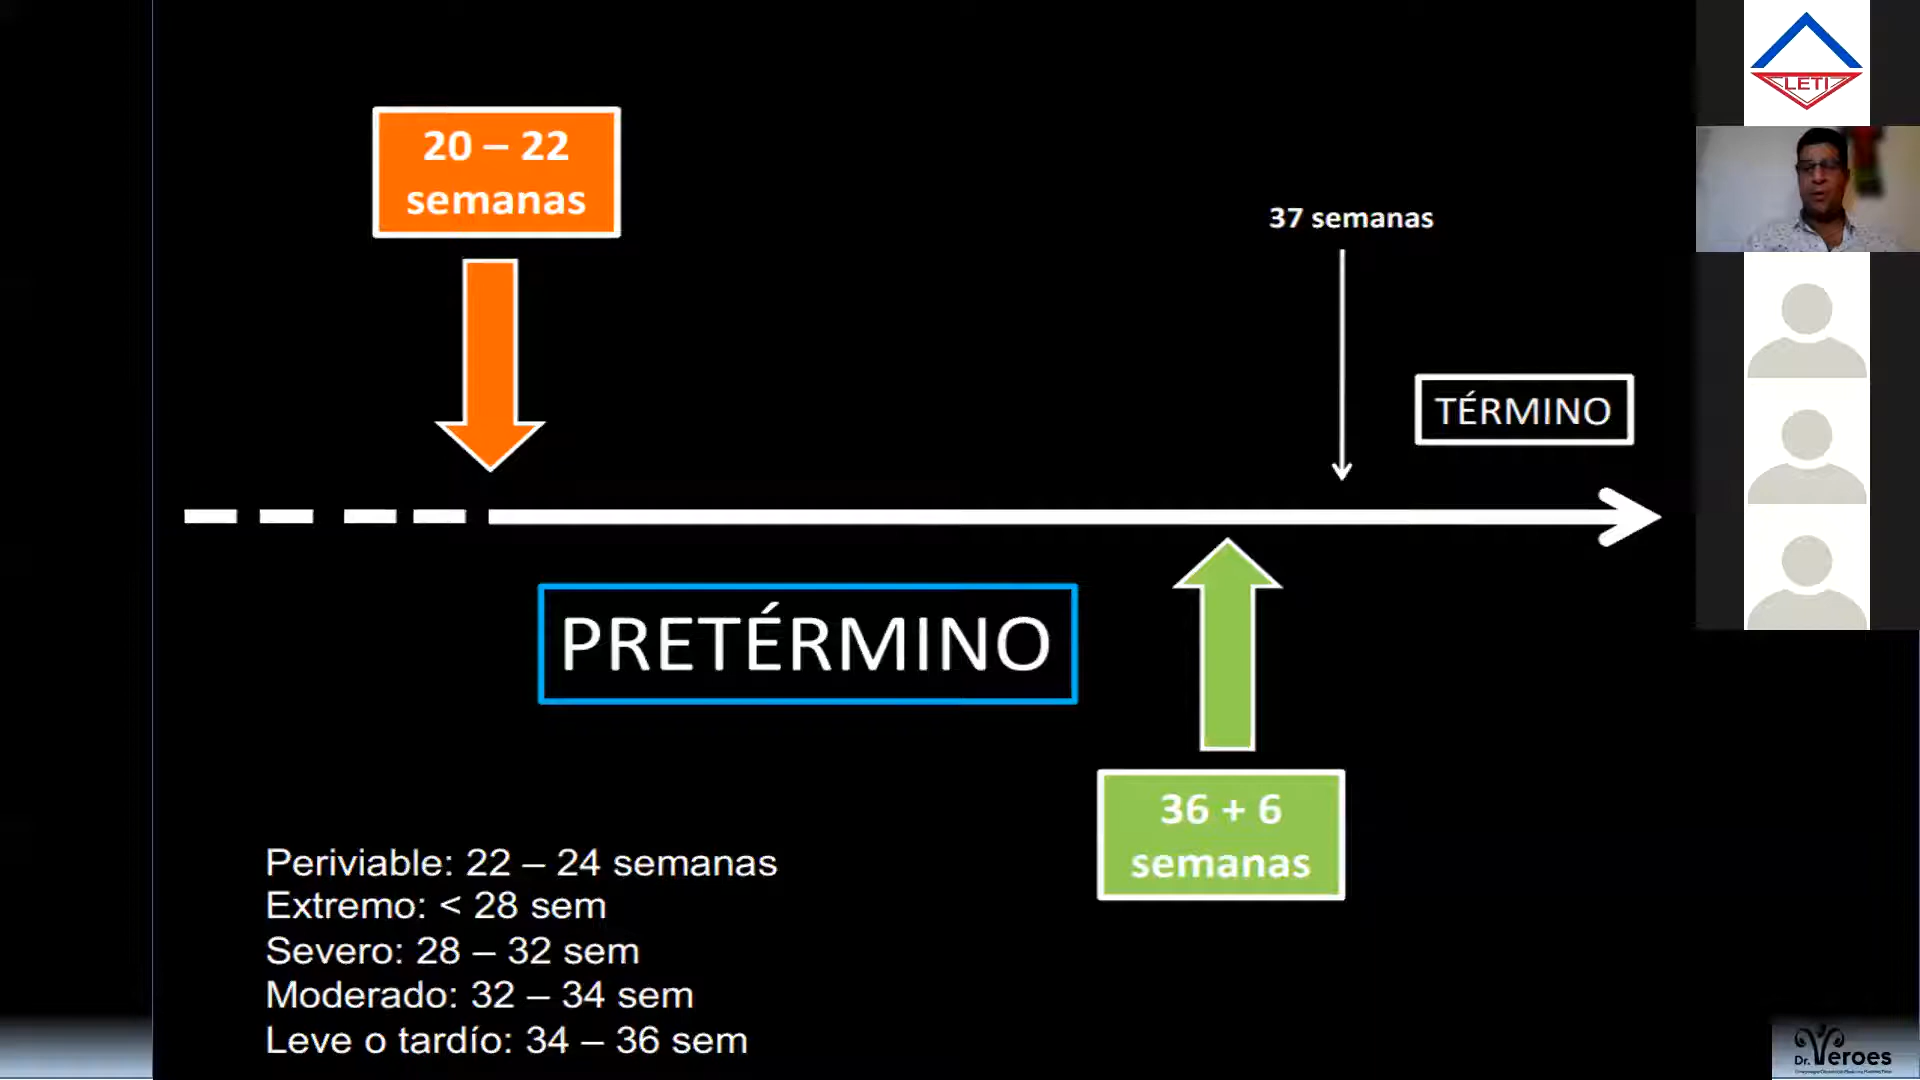 20 – 22
semanas
37 semanas
TÉRMINO
PRETÉRMINO
36 + 6
semanas
Periviable: 22 – 24 semanas
Extremo: < 28 sem
Severo: 28 – 32 sem
Moderado: 32 – 34 sem
Leve o tardío: 34 – 36 sem
LETI
Dr. Yeroes